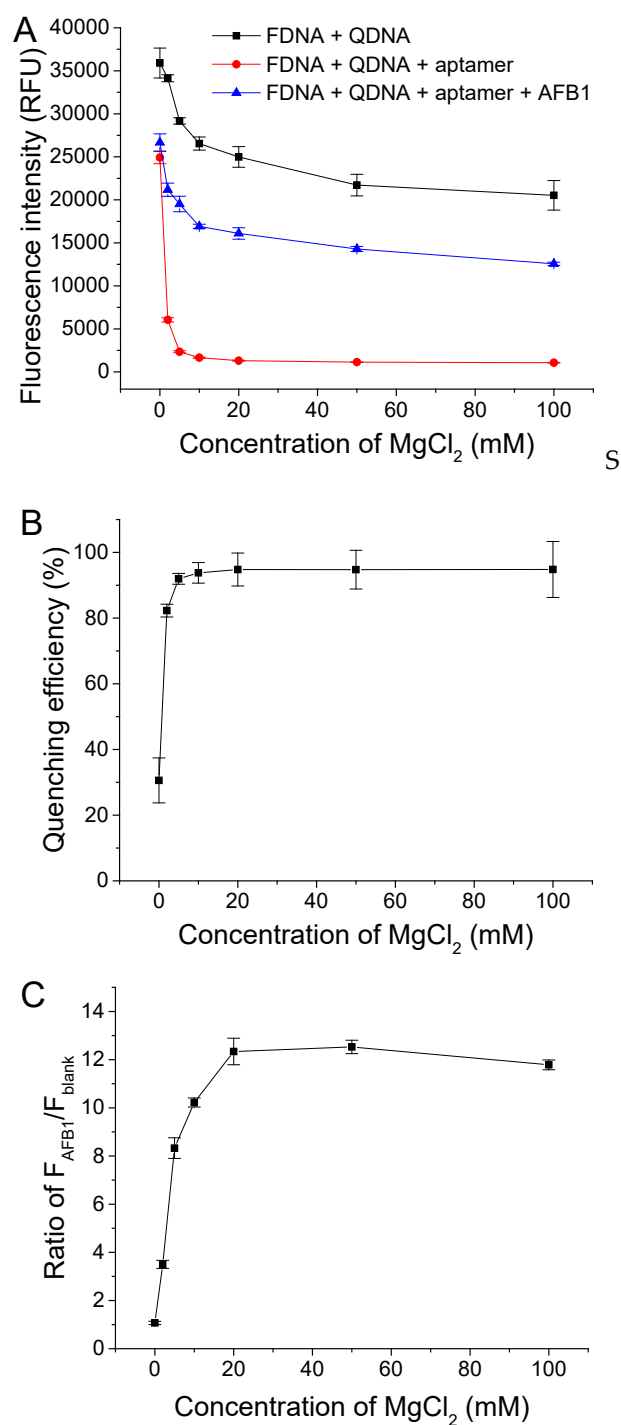 A
FDNA + QDNA
FDNA + QDNA + aptamer
FDNA + QDNA + aptamer + AFB1
Fluorescence intensity (RFU)
40000
35000
30000
25000
20000
15000
10000
5000
0
0 20 40 60 80 100
Concentration of MgCl₂ (mM)
S
B
Quenching efficiency (%)
100
80
60
40
20
0
0 20 40 60 80 100
Concentration of MgCl₂ (mM)
C
Ratio of F_AFB1/F_blank
14
12
10
8
6
4
2
0
0 20 40 60 80 100
Concentration of MgCl₂ (mM)